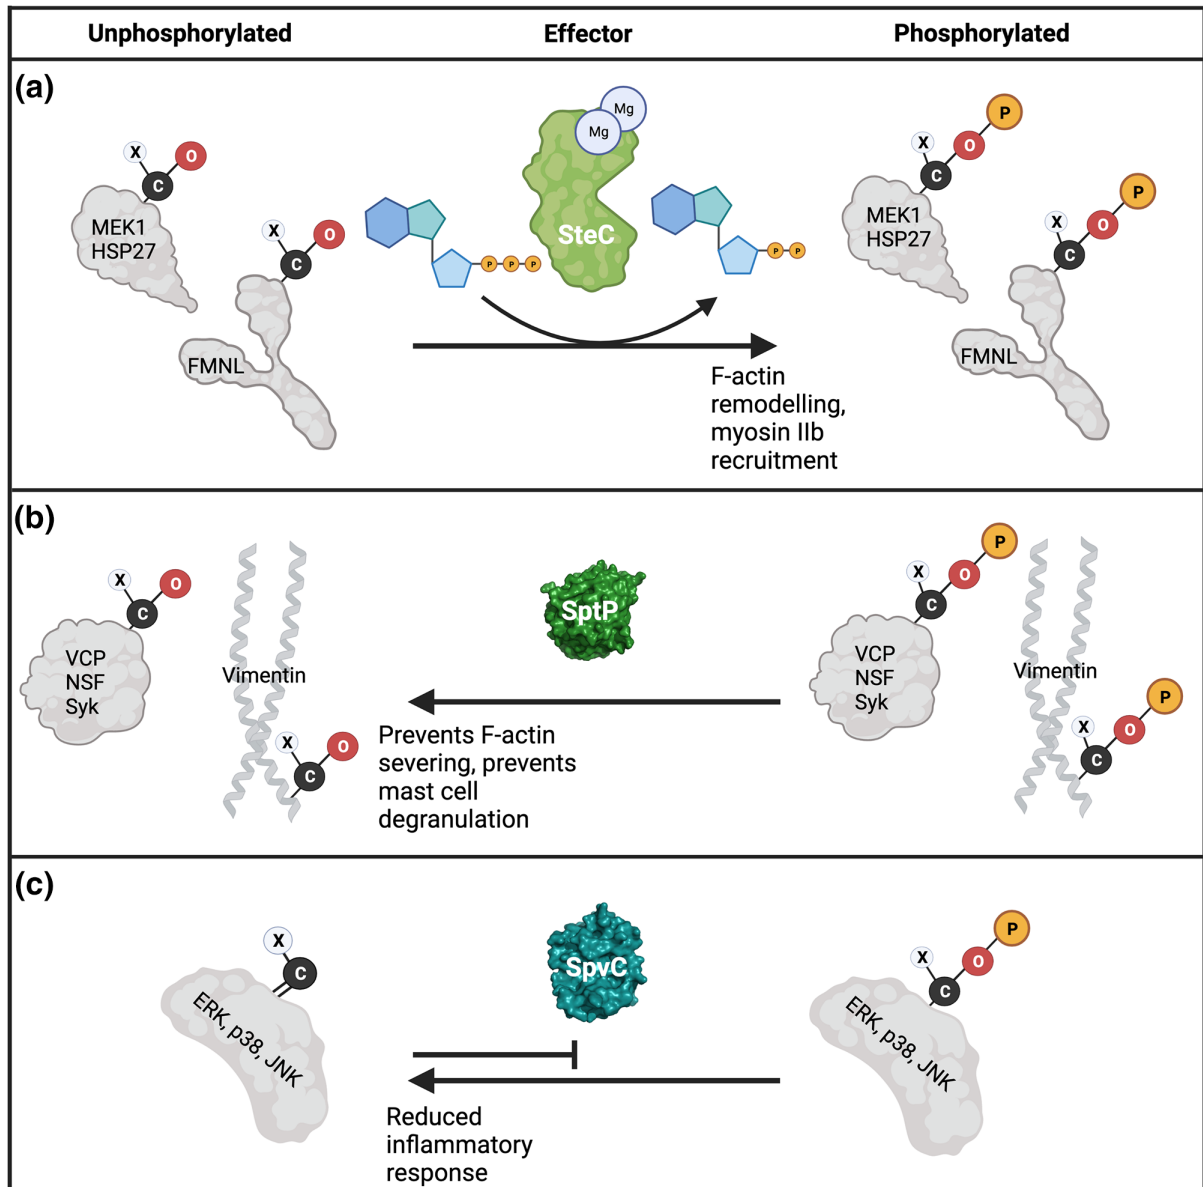 Unphosphorylated Effector Phosphorylated
(a)
X O C
MEK1
HSP27
X O C
FMNL
P P P
Mg
Mg
SteC
P P
F-actin
remodelling,
myosin IIb
recruitment
P
X O C
MEK1
HSP27
P
X O C
FMNL
(b)
X O C
VCP
NSF
Syk
Vimentin
X O C
SptP
Prevents F-actin
severing, prevents
mast cell
degranulation
P
X O C
VCP
NSF
Syk
Vimentin
P
X O C
(c)
X
C
ERK, p38, JNK
SpvC
Reduced
inflammatory
response
P
X O C
ERK, p38, JNK